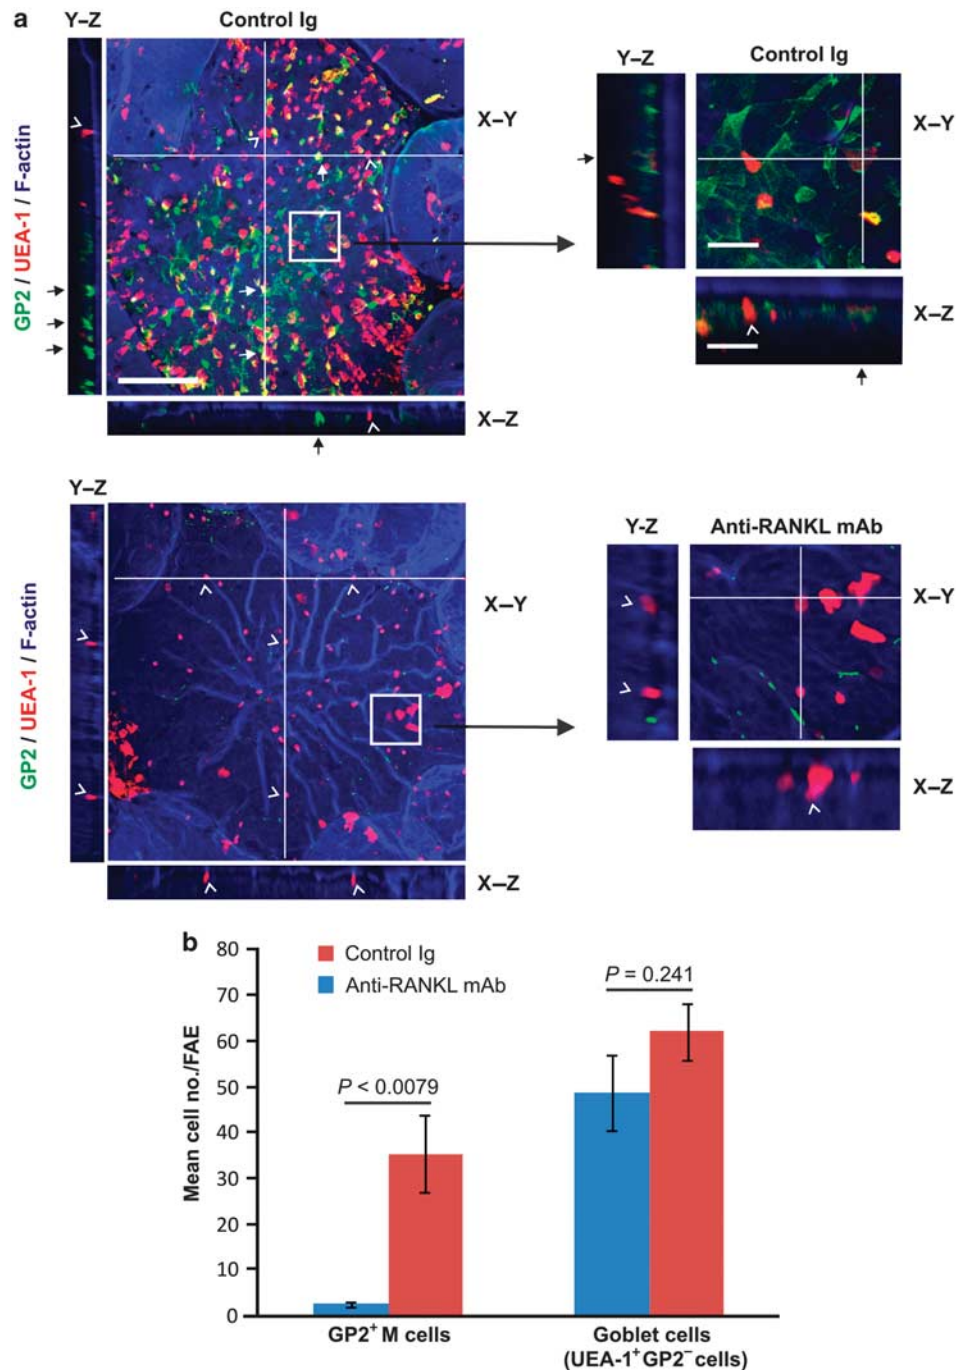 a
Y–Z
Control Ig
X–Y
GP2 / UEA-1 / F-actin
X–Z
Y–Z
Control Ig
X–Y
X–Z
Y–Z
X–Y
GP2 / UEA-1 / F-actin
X–Z
Y-Z
Anti-RANKL mAb
X–Y
X–Z
b
Control Ig
Anti-RANKL mAb
P < 0.0079
P = 0.241
Mean cell no./FAE
80
70
60
50
40
30
20
10
0
GP2⁺ M cells
Goblet cells
(UEA-1⁺GP2⁻ cells)